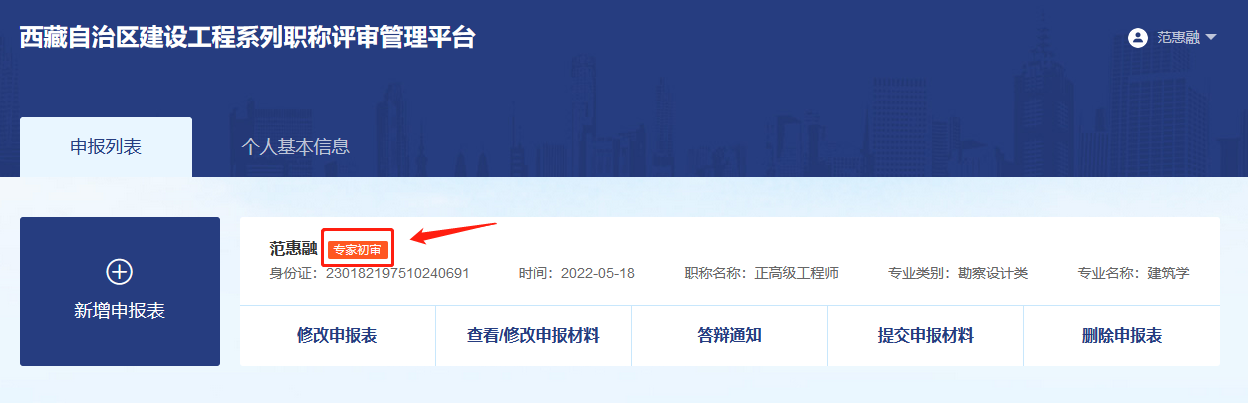 西藏自治区建设工程系列职称评审管理平台
范惠融
申报列表
个人基本信息
新增申报表
范惠融 专家初审
身份证：230182197510240691 时间：2022-05-18 职称名称：正高级工程师 专业类别：勘察设计类 专业名称：建筑学
修改申报表 查看/修改申报材料 答辩通知 提交申报材料 删除申报表